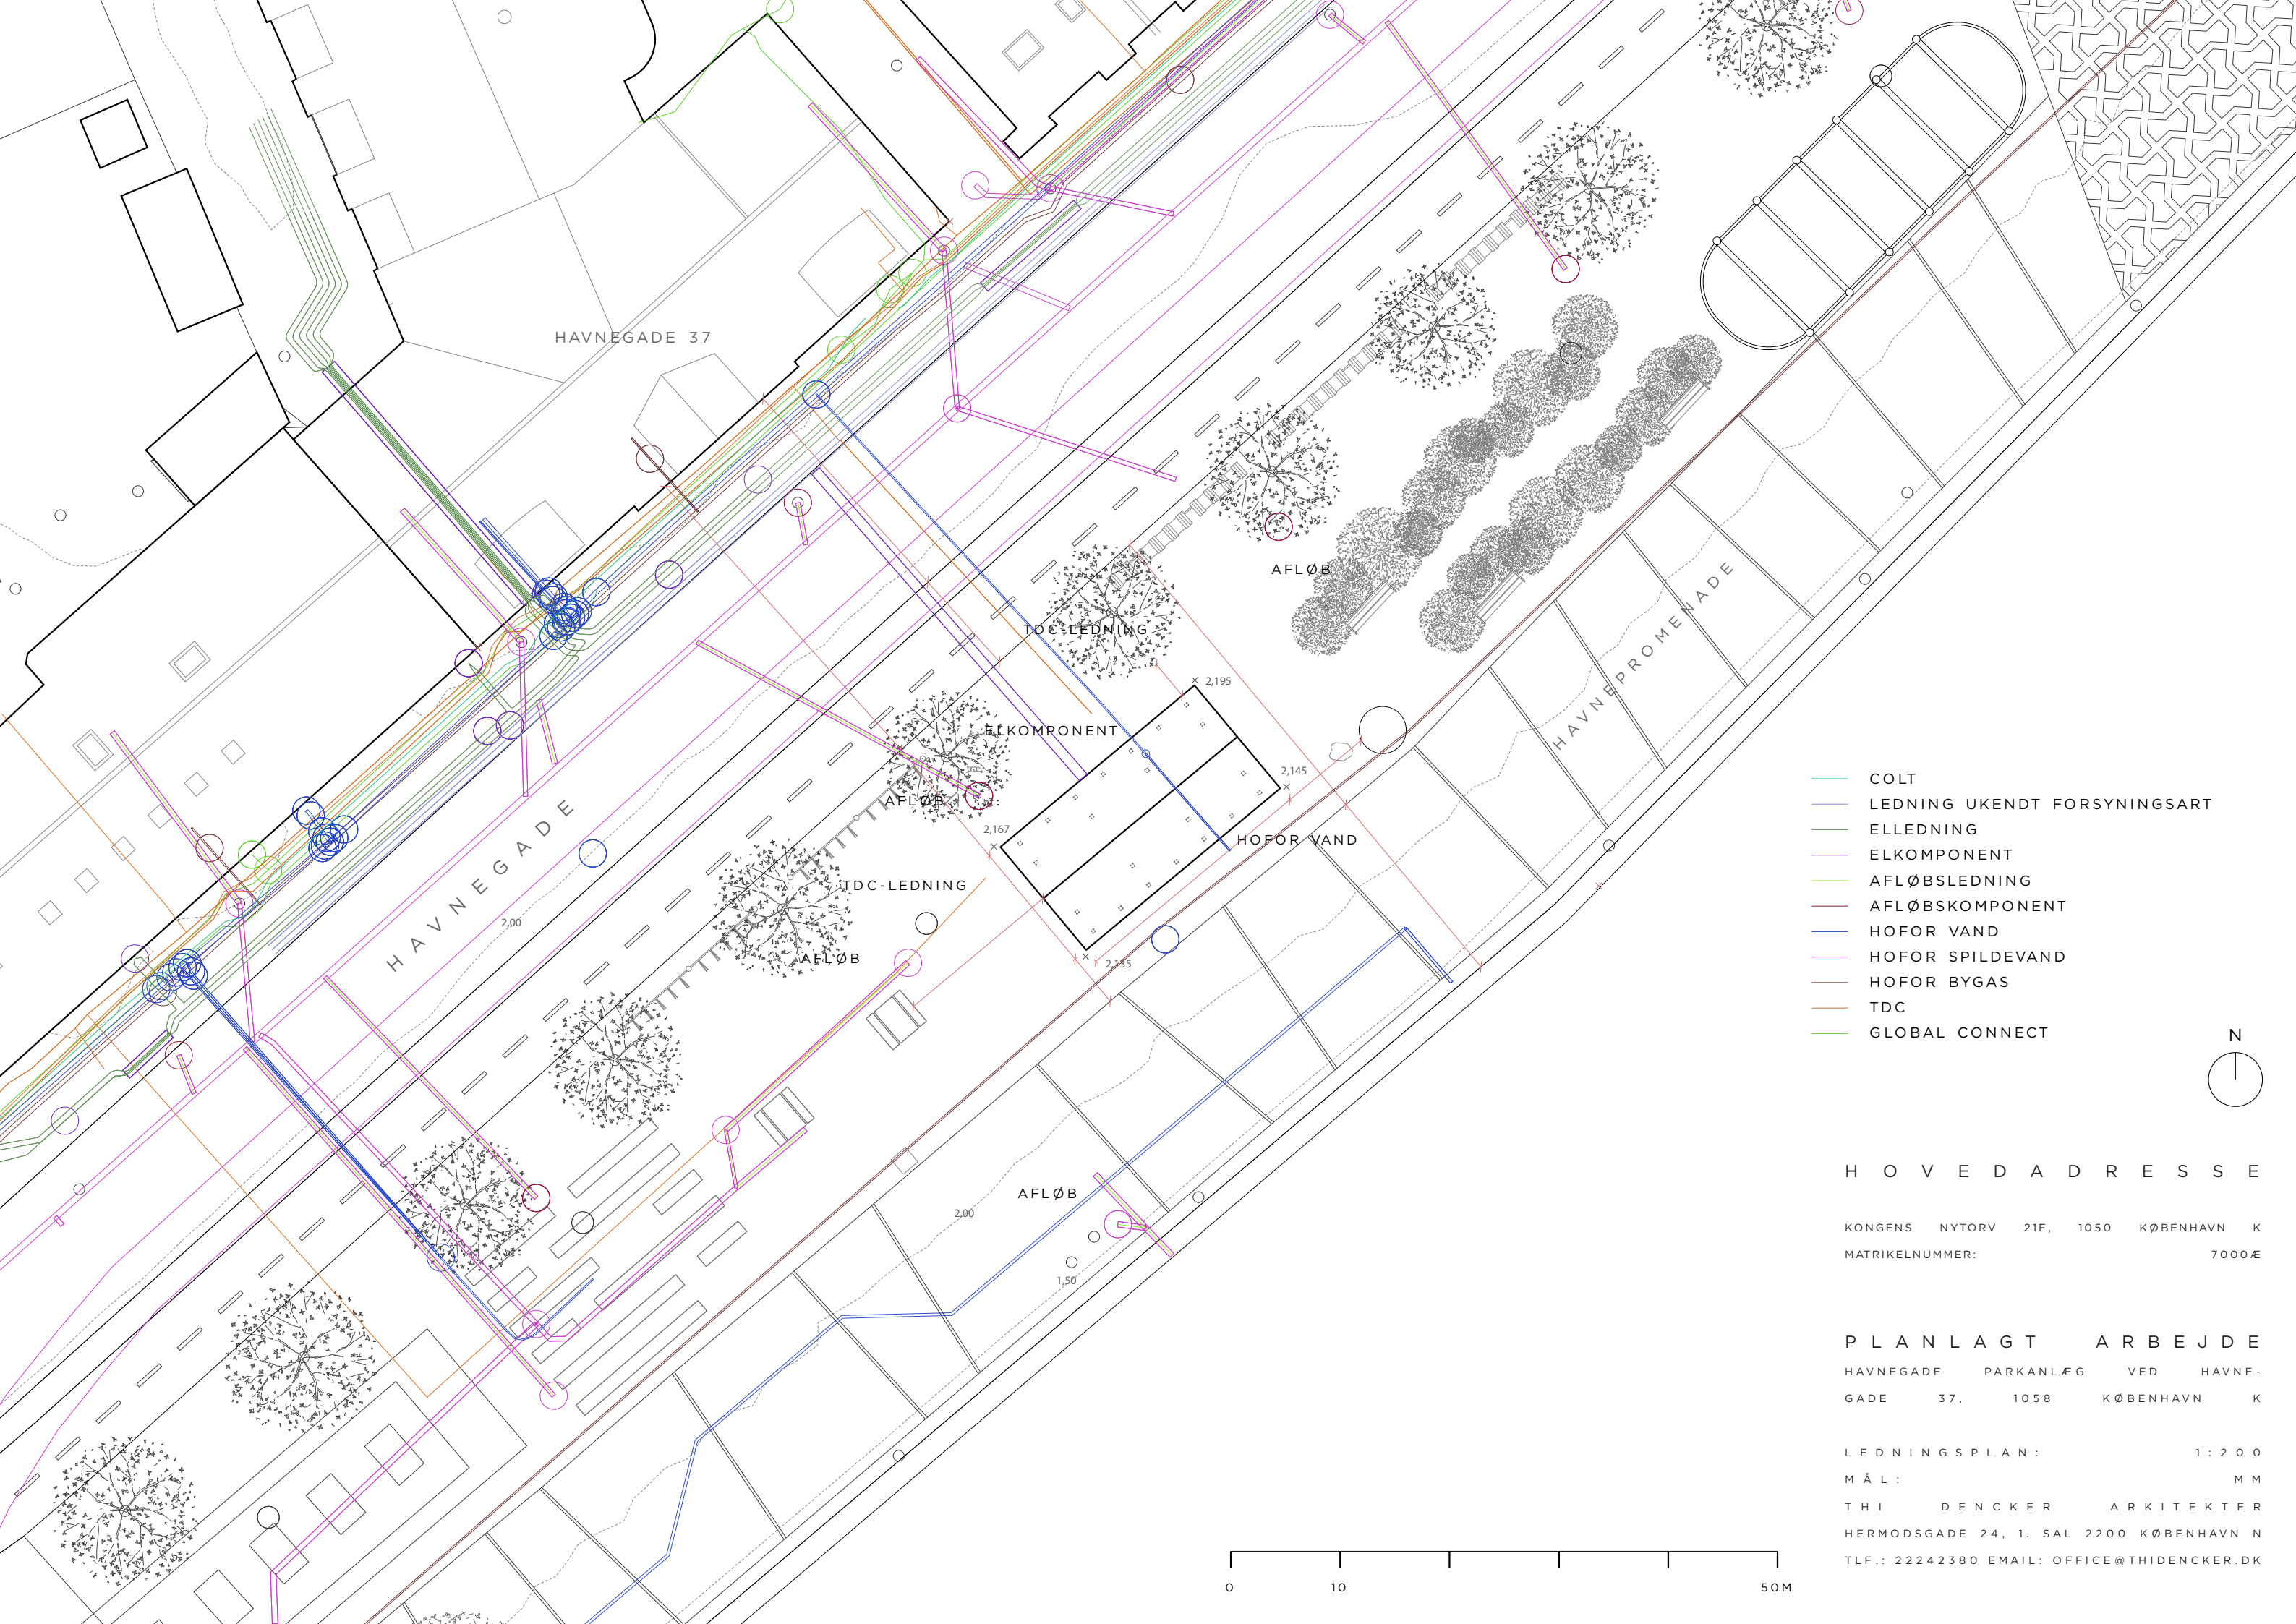 HAVNEGADE 37
AFLØB
TDC-LEDNING
2,195
ELKOMPONENT
2,145
træ
AFLØB
2,167
HOFOR VAND
HAVNEPROMENADE
HAVNEGADE
2,00
TDC-LEDNING
AFLØB
2,135
AFLØB
2,00
1,50
COLT
LEDNING UKENDT FORSYNINGSART
ELLEDNING
ELKOMPONENT
AFLØBSLEDNING
AFLØBSKOMPONENT
HOFOR VAND
HOFOR SPILDEVAND
HOFOR BYGAS
TDC
GLOBAL CONNECT
N
HOVEDADRESSE
KONGENS NYTORV 21F, 1050 KØBENHAVN K
MATRIKELNUMMER: 7000Æ
PLANLAGT ARBEJDE
HAVNEGADE PARKANLÆG VED HAVNE-
GADE 37, 1058 KØBENHAVN K
LEDNINGSPLAN: 1:200
MÅL: MM
THI DENCKER ARKITEKTER
HERMODSGADE 24, 1. SAL 2200 KØBENHAVN N
TLF.: 22242380 EMAIL: OFFICE@THIDENCKER.DK
0 10 50M